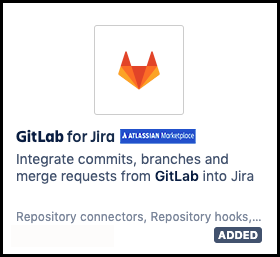 GitLab for Jira ATLASSIAN Marketplace
Integrate commits, branches and
merge requests from GitLab into Jira
Repository connectors, Repository hooks,...
ADDED